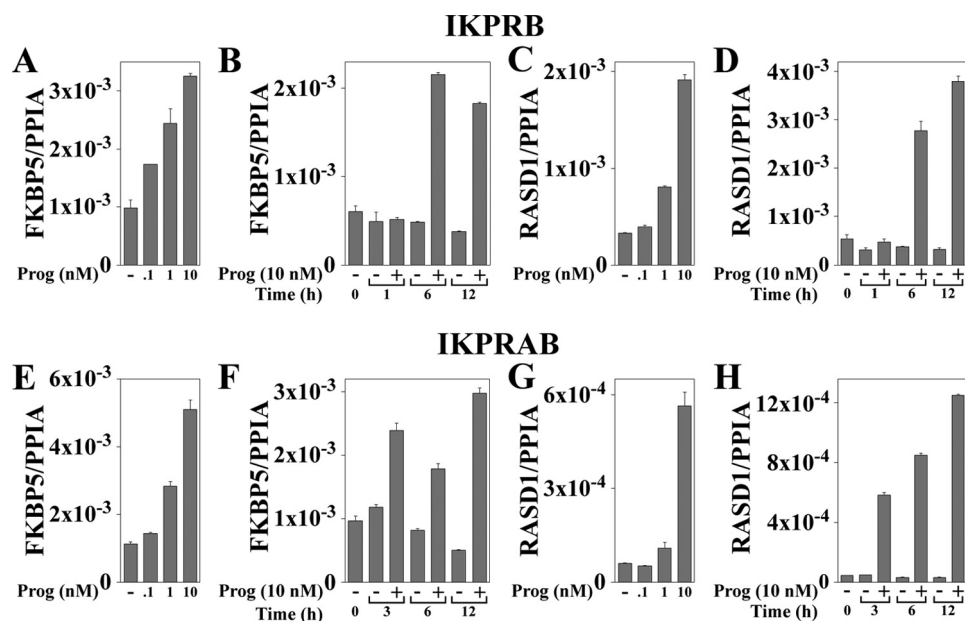 IKPRB
A
FKBP5/PPIA
3x10-3
2x10-3
1x10-3
0
Prog (nM) - .1 1 10
B
FKBP5/PPIA
2x10-3
1x10-3
0
Prog (10 nM) - - + - + - +
Time (h) 0 1 6 12
C
RASD1/PPIA
2x10-3
1x10-3
0
Prog (nM) - .1 1 10
D
RASD1/PPIA
4x10-3
3x10-3
2x10-3
1x10-3
0
Prog (10 nM) - - + - + - +
Time (h) 0 1 6 12
IKPRAB
E
FKBP5/PPIA
6x10-3
4x10-3
2x10-3
0
Prog (nM) - .1 1 10
F
FKBP5/PPIA
3x10-3
2x10-3
1x10-3
0
Prog (10 nM) - - + - + - +
Time (h) 0 3 6 12
G
RASD1/PPIA
6x10-4
3x10-4
0
Prog (nM) - .1 1 10
H
RASD1/PPIA
12x10-4
8x10-4
4x10-4
0
Prog (10 nM) - - + - + - +
Time (h) 0 3 6 12